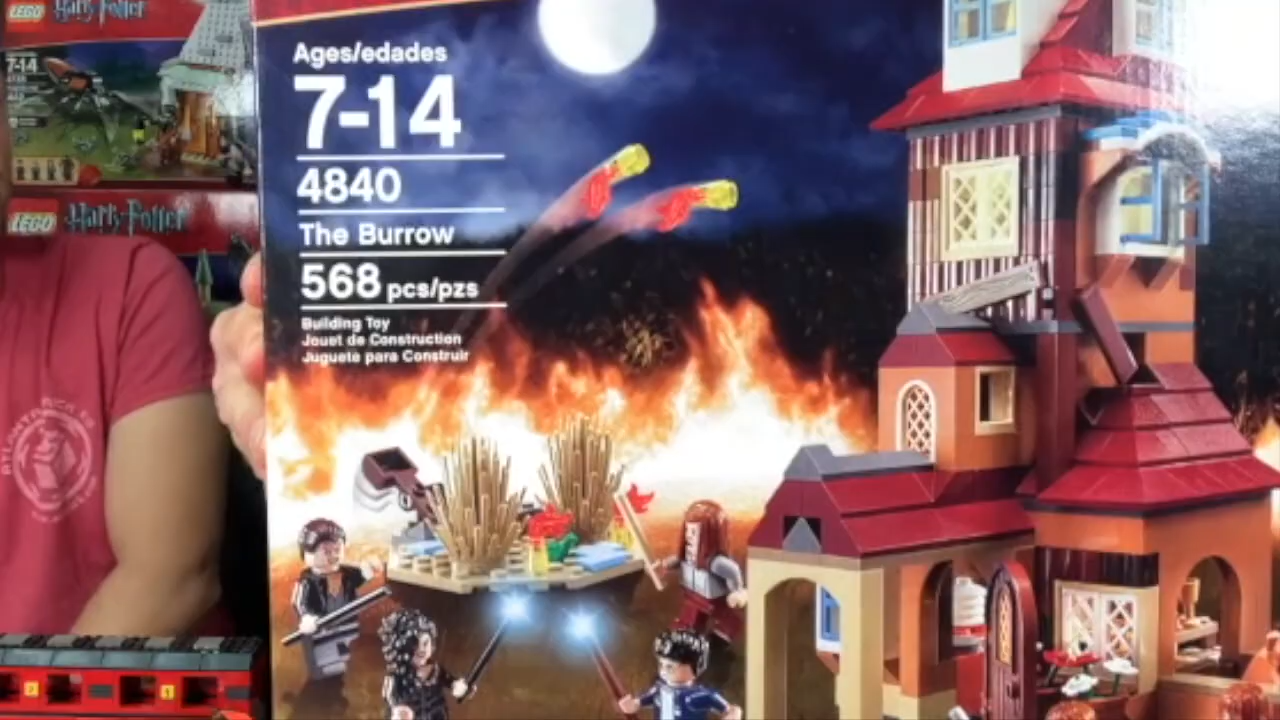 LEGO Harry Potter
7-14
LEGO Harry Potter
Ages/edades
7-14
4840
The Burrow
568 pcs/pzs
Building Toy
Jouet de Construction
Juguete para Construir